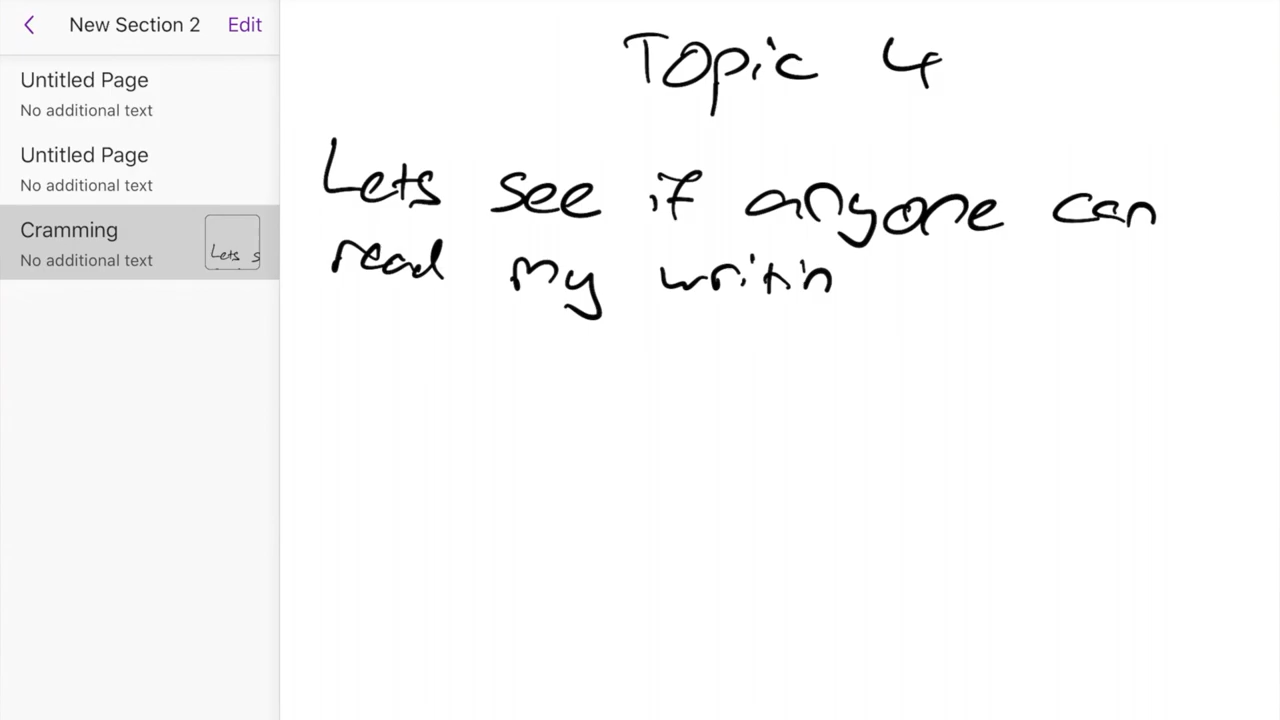 New Section 2 Edit
Untitled Page
No additional text
Untitled Page
No additional text
Cramming
No additional text
Lets s
Topic 4
Lets see if anyone can
read my writin